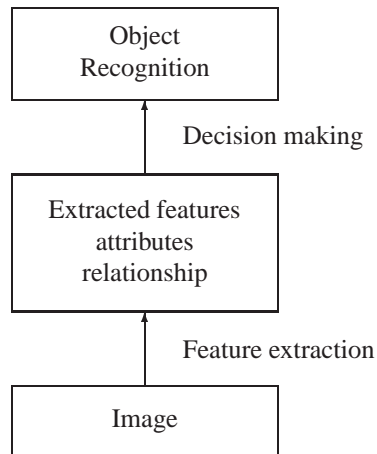 Object
Recognition
Decision making
Extracted features
attributes
relationship
Feature extraction
Image